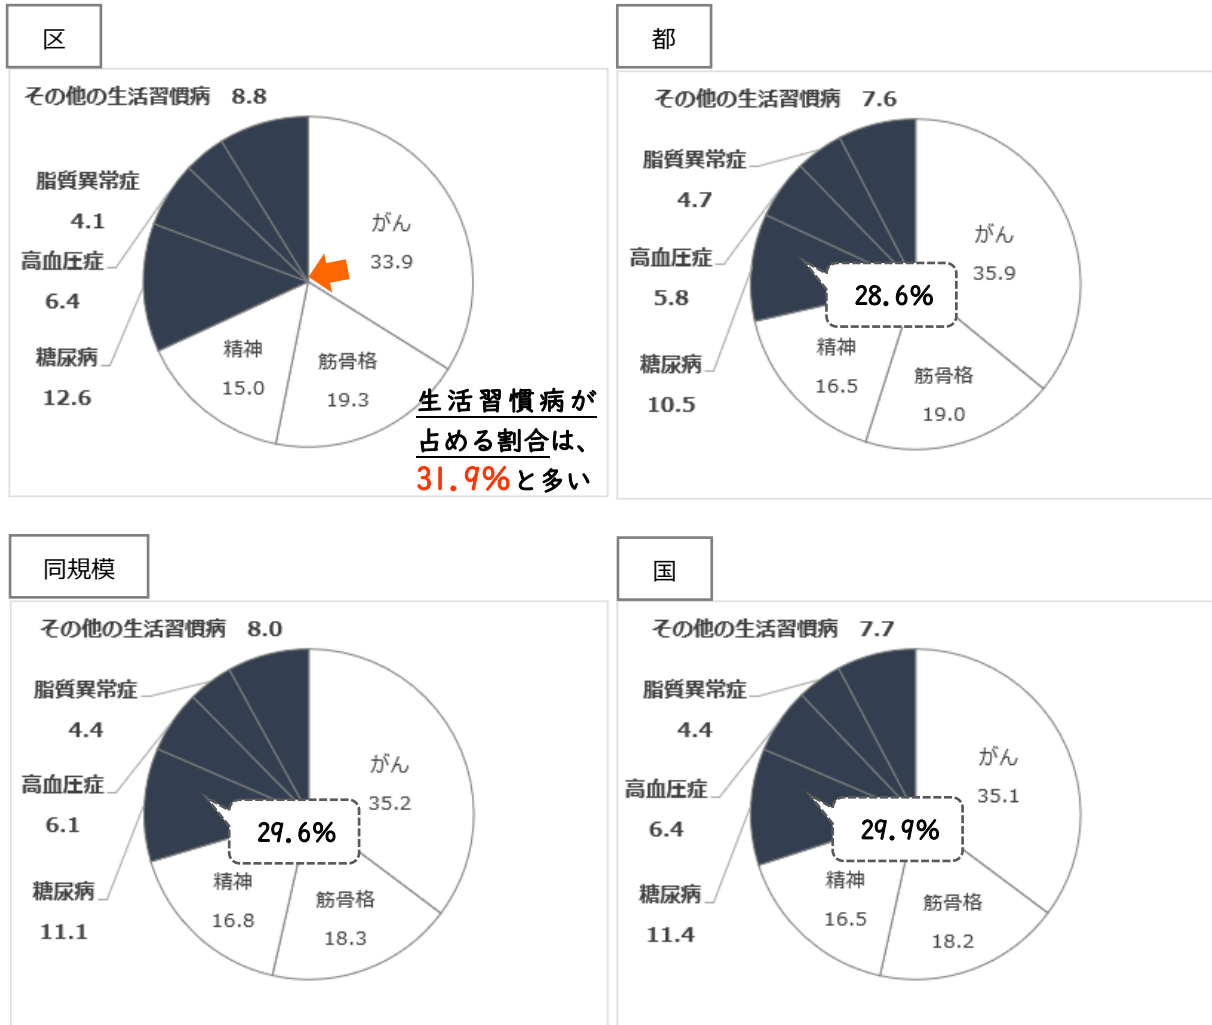 区
その他の生活習慣病 8.8
脂質異常症
4.1
高血圧症
6.4
糖尿病
12.6
がん
33.9
精神
15.0
筋骨格
19.3
生活習慣病が
占める割合は、
31.9%と多い
都
その他の生活習慣病 7.6
脂質異常症
4.7
高血圧症
5.8
糖尿病
10.5
がん
35.9
28.6%
精神
16.5
筋骨格
19.0
同規模
その他の生活習慣病 8.0
脂質異常症
4.4
高血圧症
6.1
糖尿病
11.1
がん
35.2
29.6%
精神
16.8
筋骨格
18.3
国
その他の生活習慣病 7.7
脂質異常症
4.4
高血圧症
6.4
糖尿病
11.4
がん
35.1
29.9%
精神
16.5
筋骨格
18.2